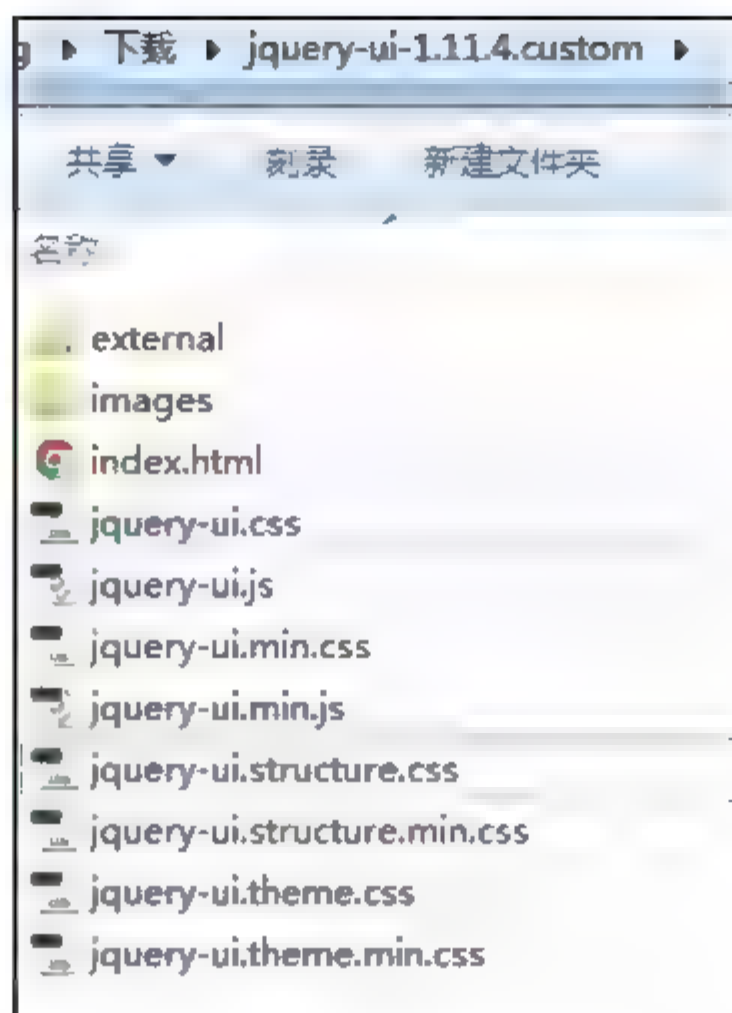 g ▸ 下载 ▸ jquery-ui-1.11.4.custom ▸
共享 刻录 新建文件夹
名称
external
images
index.html
jquery-ui.css
jquery-ui.js
jquery-ui.min.css
jquery-ui.min.js
jquery-ui.structure.css
jquery-ui.structure.min.css
jquery-ui.theme.css
jquery-ui.theme.min.css